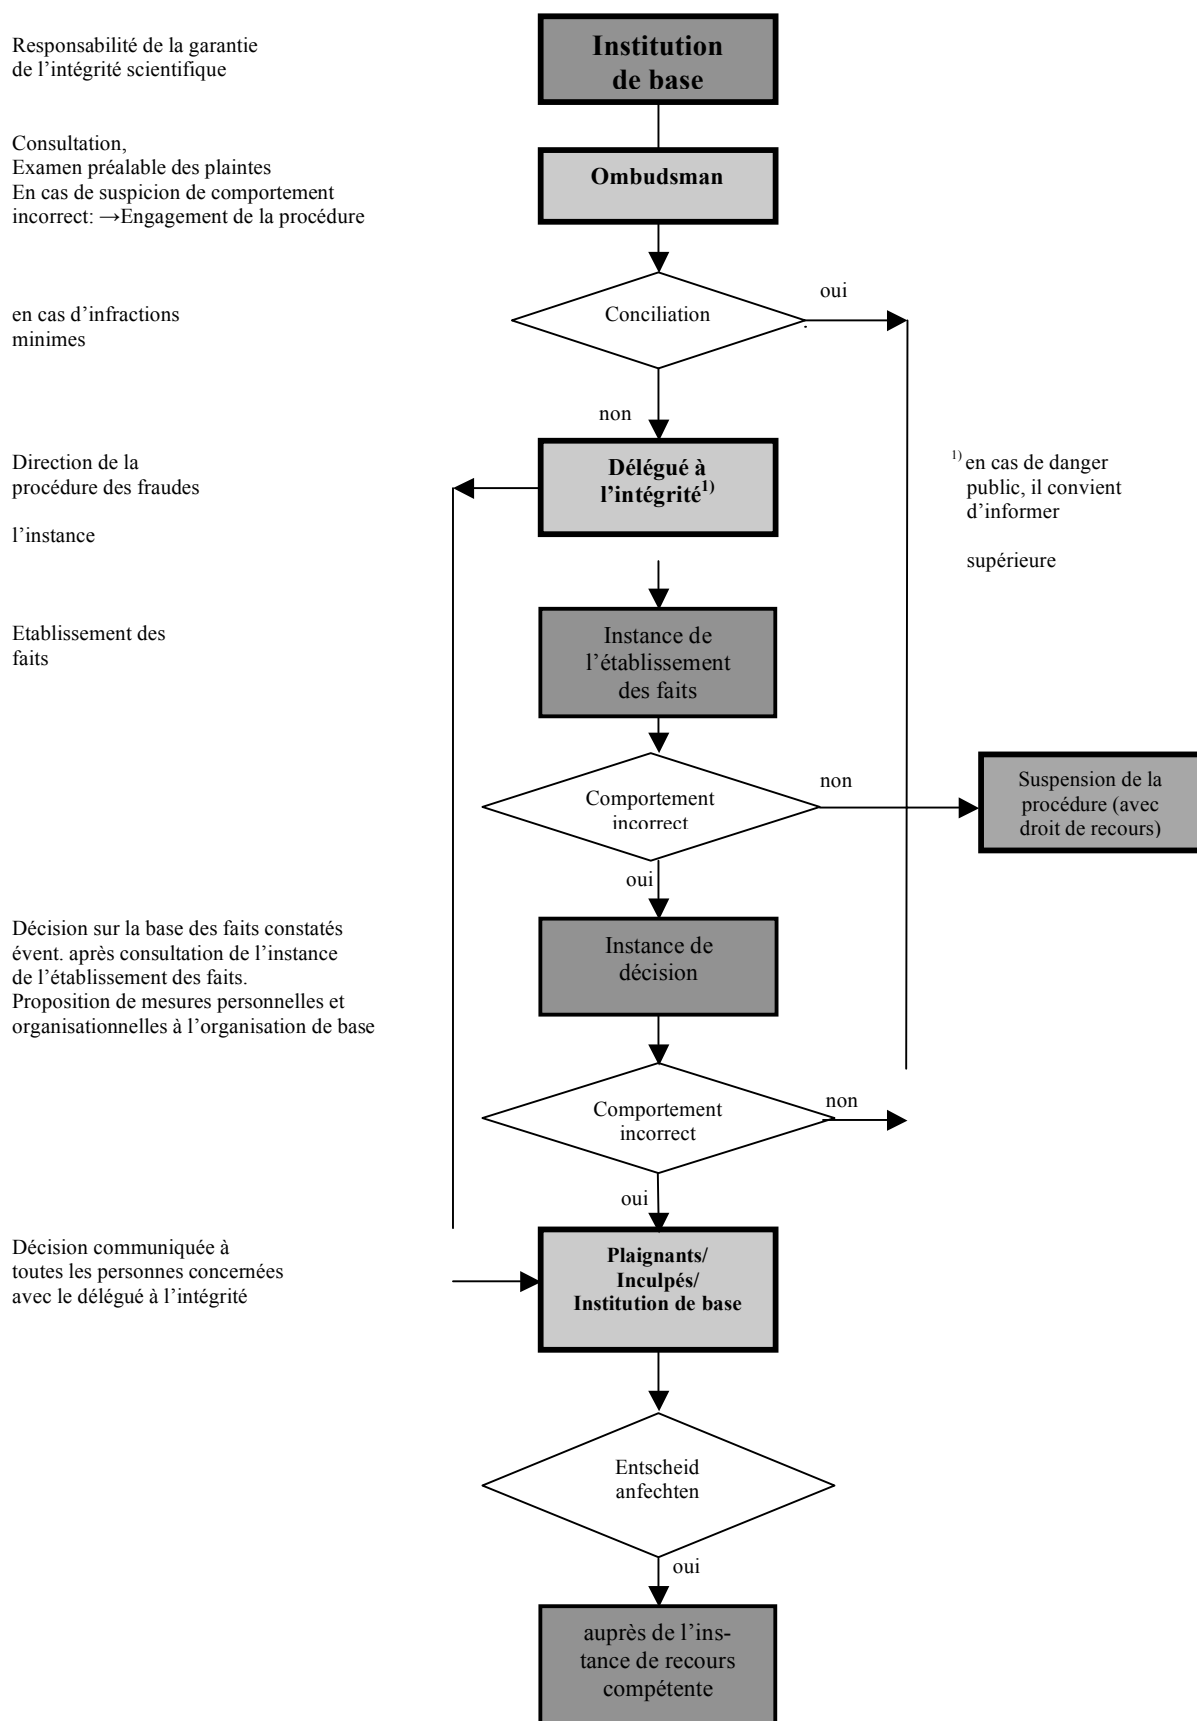 Responsabilité de la garantie
de l’intégrité scientifique
Institution
de base
Consultation,
Examen préalable des plaintes
En cas de suspicion de comportement
incorrect: →Engagement de la procédure
Ombudsman
en cas d’infractions
minimes
Conciliation
oui
non
Direction de la
procédure des fraudes
l’instance
Délégué à
l’intégrité1)
1) en cas de danger
public, il convient
d’informer
supérieure
Etablissement des
faits
Instance de
l’établissement
des faits
Comportement
incorrect
non
Suspension de la
procédure (avec
droit de recours)
oui
Décision sur la base des faits constatés
évent. après consultation de l’instance
de l’établissement des faits.
Proposition de mesures personnelles et
organisationnelles à l’organisation de base
Instance de
décision
Comportement
incorrect
non
oui
Décision communiquée à
toutes les personnes concernées
avec le délégué à l’intégrité
Plaignants/
Inculpés/
Institution de base
Entscheid
anfechten
oui
auprès de l’ins-
tance de recours
compétente